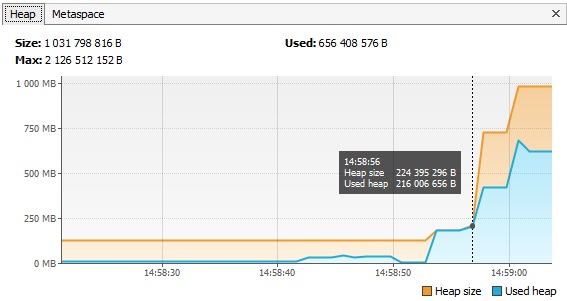 Heap Metaspace
Size: 1 031 798 816 B Used: 656 408 576 B
Max: 2 126 512 152 B
1 000 MB
750 MB
14:58:56
Heap size 224 395 296 B
Used heap 216 006 656 B
500 MB
250 MB
0 MB
14:58:30 14:58:40 14:58:50 14:59:00
Heap size Used heap